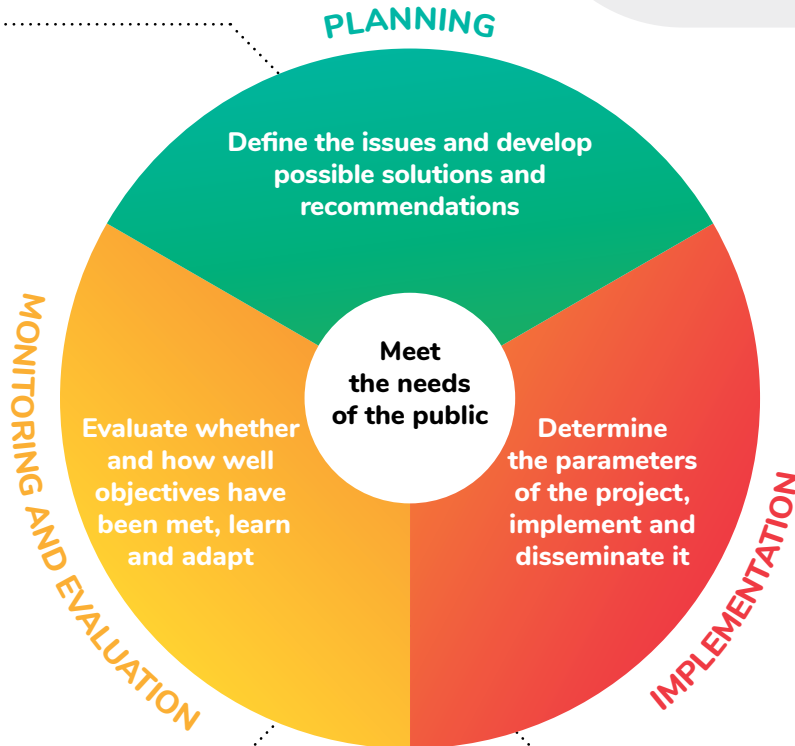 PLANNING
Define the issues and develop
possible solutions and
recommendations
Meet
the needs
of the public
MONITORING AND EVALUATION
Evaluate whether
and how well
objectives have
been met, learn
and adapt
Determine
the parameters
of the project,
implement and
disseminate it
IMPLEMENTATION